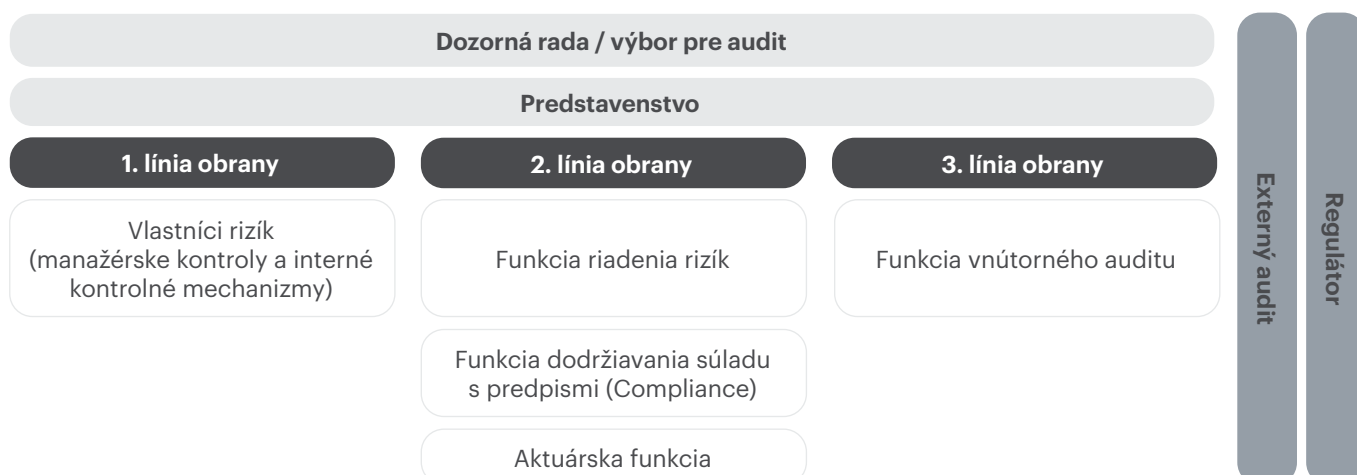 Dozorná rada / výbor pre audit
Predstavenstvo
1. línia obrany
2. línia obrany
3. línia obrany
Vlastníci rizík
(manažérske kontroly a interné
kontrolné mechanizmy)
Funkcia riadenia rizík
Funkcia vnútorného auditu
Funkcia dodržiavania súladu
s predpismi (Compliance)
Aktuárska funkcia
Externý audit
Regulátor